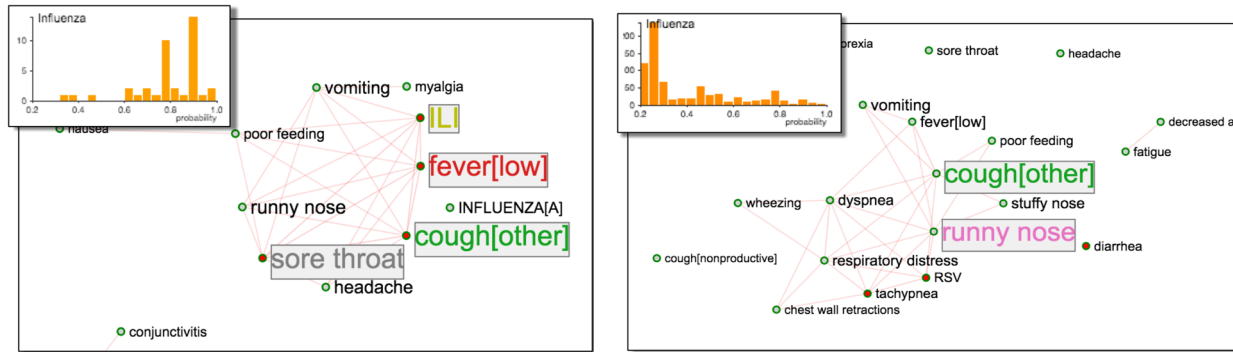 Influenza
10
5
0
0.2 0.4 0.6 0.8 1.0
probability
nausea
vomiting
myalgia
ILI
poor feeding
fever[low]
runny nose
INFLUENZA[A]
cough[other]
sore throat
headache
conjunctivitis
Influenza
50
0
0.2 0.4 0.6 0.8 1.0
probability
sore throat
headache
vomiting
fever[low]
decreased a
poor feeding
fatigue
cough[other]
wheezing
dyspnea
stuffy nose
runny nose
diarrhea
cough[nonproductive]
respiratory distress
RSV
tachypnea
chest wall retractions